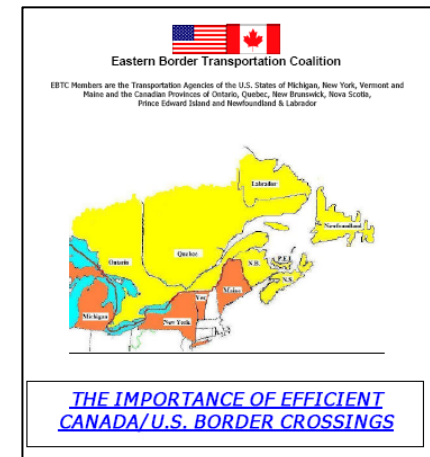 Eastern Border Transportation Coalition
EBTC Members are the Transportation Agencies of the U.S. States of Michigan, New York, Vermont and
Maine and the Canadian Provinces of Ontario, Quebec, New Brunswick, Nova Scotia,
Prince Edward Island and Newfoundland & Labrador
Labrador
Newfoundland
Quebec
Ontario
P.E.I.
N.B.
N.S.
Maine
Ver
Michigan
New York
THE IMPORTANCE OF EFFICIENT
CANADA/U.S. BORDER CROSSINGS